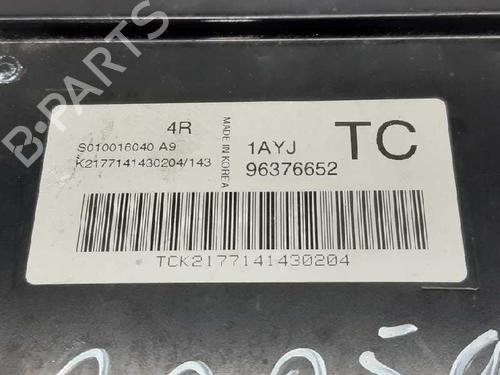 B-PARTS
4R
S010016040 A9
K2177141430204/143
MADE IN KOREA
1AYJ
96376652
TC
TCK2177141430204